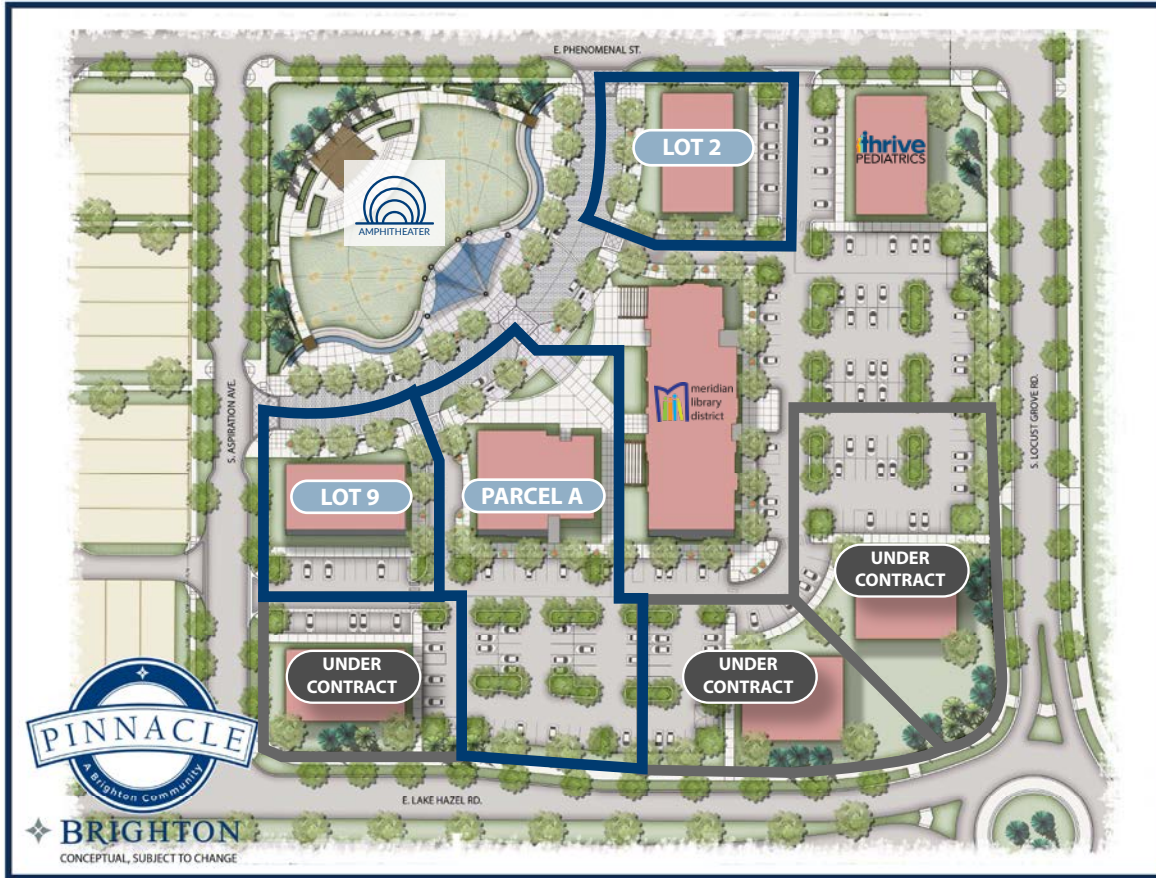 E. PHENOMENAL ST.
LOT 2
thrive
PEDIATRICS
AMPHITHEATER
S. ASPIRATION AVE.
meridian
library
district
S. LOCUST GROVE RD.
LOT 9
PARCEL A
UNDER
CONTRACT
UNDER
CONTRACT
UNDER
CONTRACT
PINNACLE
A Brighton Community
E. LAKE HAZEL RD.
BRIGHTON
CONCEPTUAL, SUBJECT TO CHANGE